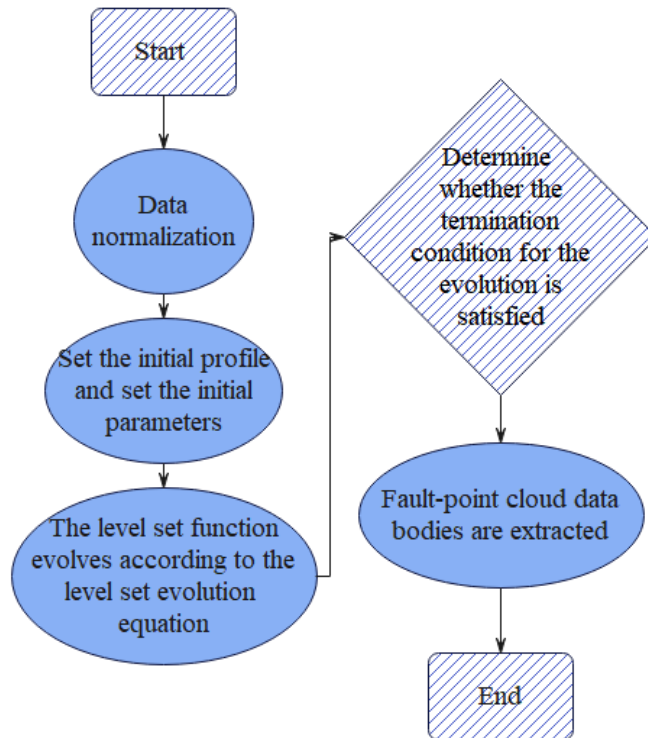 Start
Data
normalization
Set the initial profile
and set the initial
parameters
The level set function
evolves according to the
level set evolution
equation
Determine
whether the
termination
condition for the
evolution is
satisfied
Fault-point cloud data
bodies are extracted
End